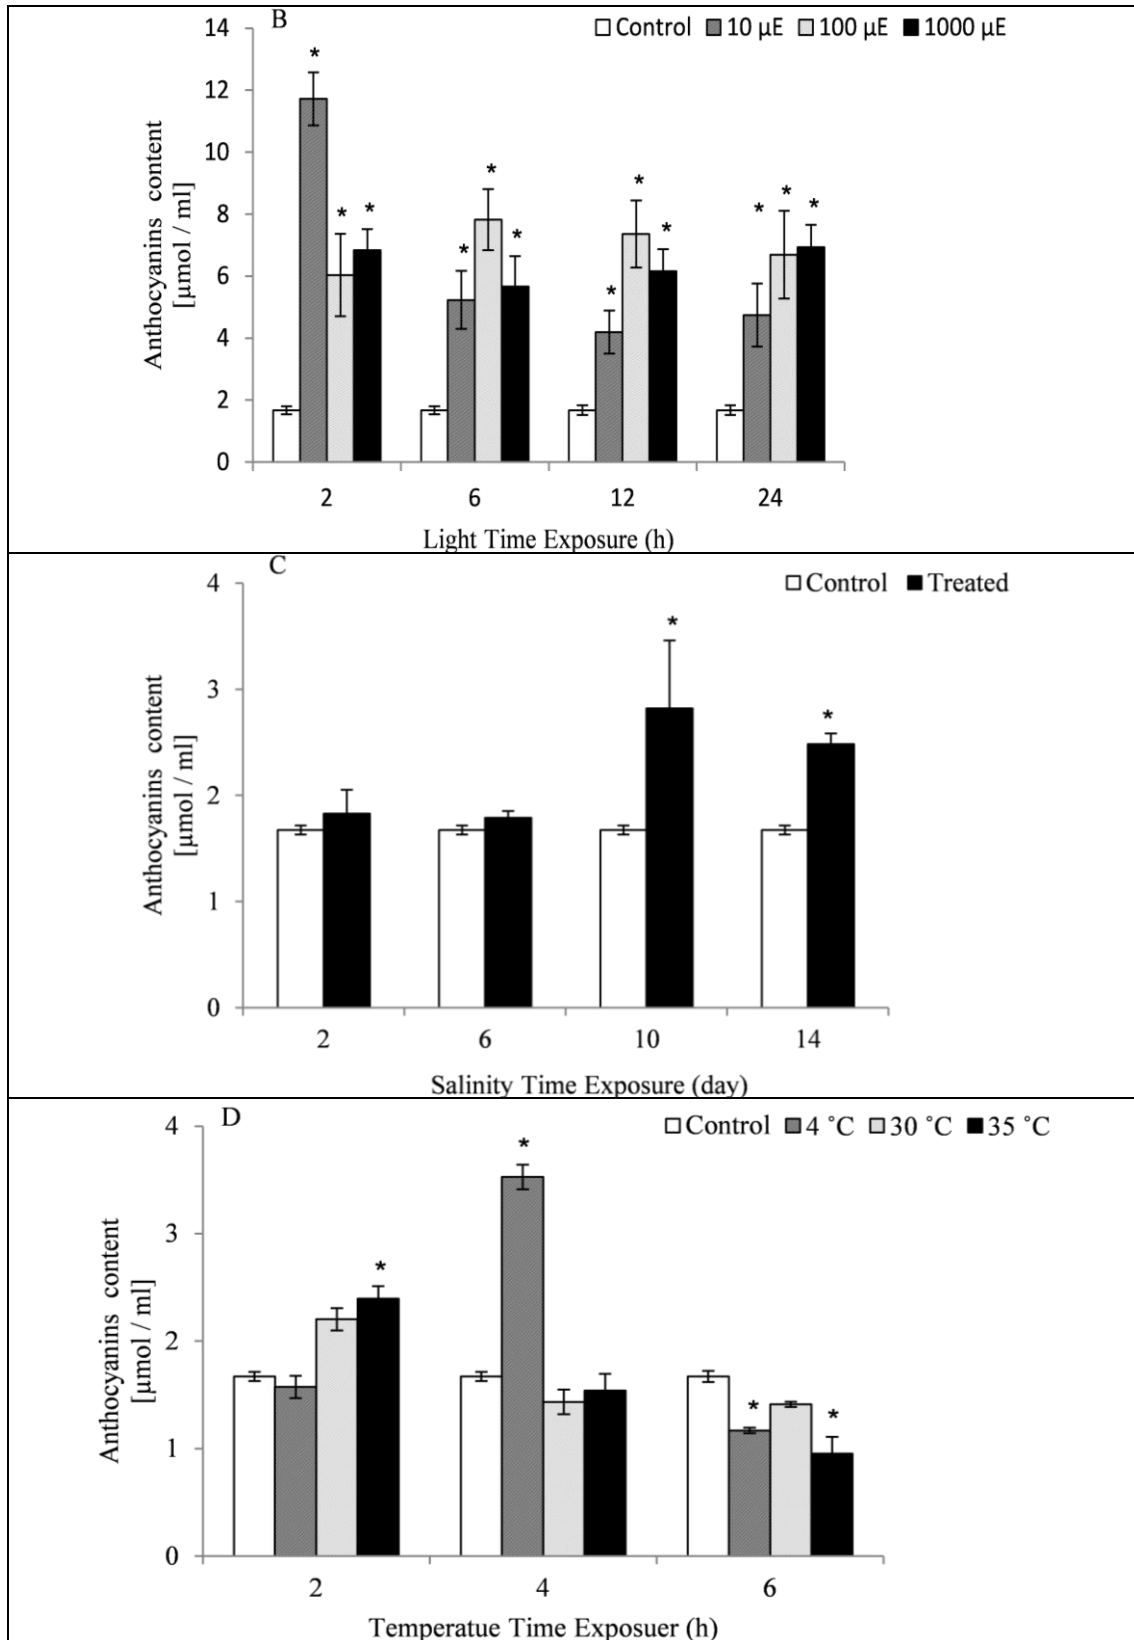 B
Control 10 µE 100 µE 1000 µE
14
12
10
8
6
4
2
0
Anthocyanins content
[µmol / ml]
* * *
* * *
* * *
* * *
2 6 12 24
Light Time Exposure (h)
C
Control Treated
4
3
2
1
0
Anthocyanins content
[µmol / ml]
* *
2 6 10 14
Salinity Time Exposure (day)
D
Control 4 ˚C 30 ˚C 35 ˚C
4
3
2
1
0
Anthocyanins content
[µmol / ml]
* * * *
2 4 6
Temperatue Time Exposuer (h)